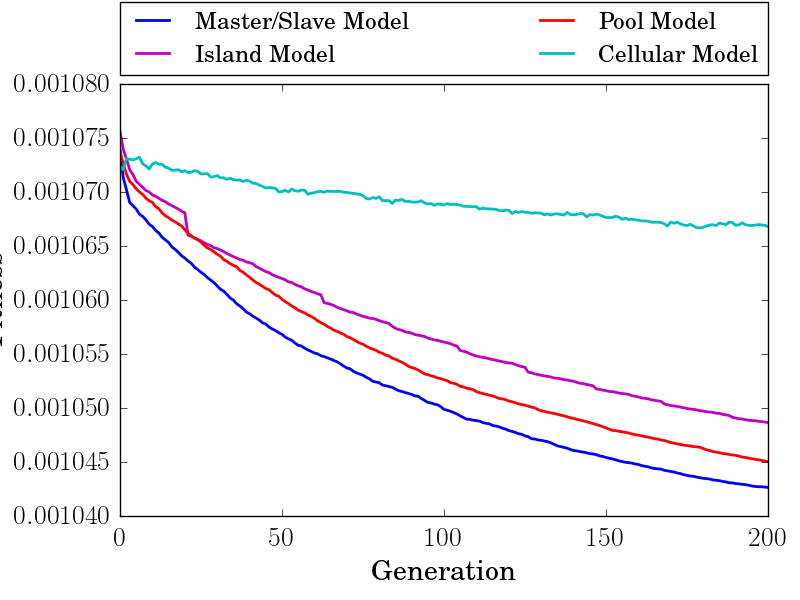 Master/Slave Model
Pool Model
Island Model
Cellular Model
0.001080
0.001075
0.001070
0.001065
0.001060
0.001055
0.001050
0.001045
0.001040
0 50 100 150 200
Generation